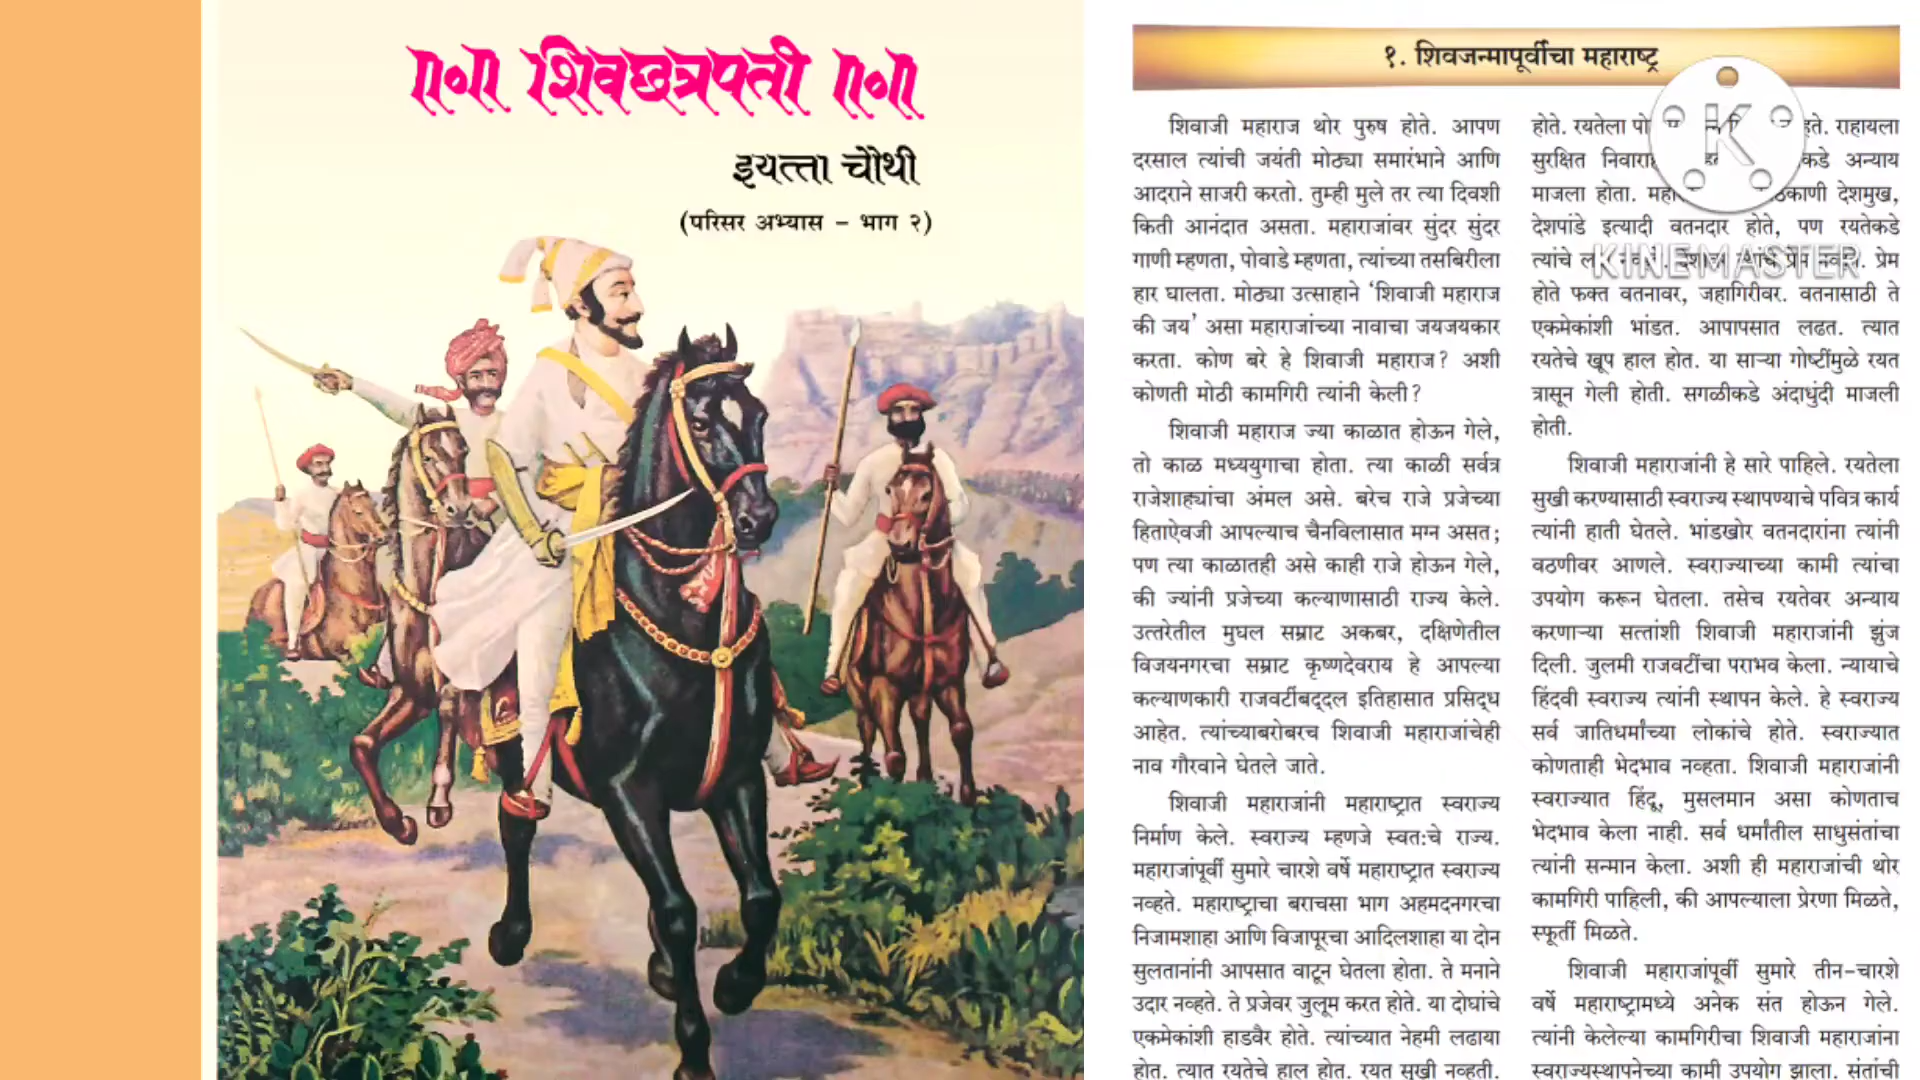 शिवछत्रपती
इयत्ता चौथी
(परिसर अभ्यास - भाग २)
१. शिवजन्मापूर्वीचा महाराष्ट्र
शिवाजी महाराज थोर पुरुष होते. आपण
दरसाल त्यांची जयंती मोठ्या समारंभाने आणि
आदराने साजरी करतो. तुम्ही मुले तर त्या दिवशी
किती आनंदात असता. महाराजांवर सुंदर सुंदर
गाणी म्हणता, पोवाडे म्हणता, त्यांच्या तसबिरीला
हार घालता. मोठ्या उत्साहाने ‘शिवाजी महाराज
की जय’ असा महाराजांच्या नावाचा जयजयकार
करता. कोण बरे हे शिवाजी महाराज? अशी
कोणती मोठी कामगिरी त्यांनी केली?
शिवाजी महाराज ज्या काळात होऊन गेले,
तो काळ मध्ययुगाचा होता. त्या काळी सर्वत्र
राजेशाह्यांचा अंमल असे. बरेच राजे प्रजेच्या
हिताऐवजी आपल्याच चैनविलासात मग्न असत;
पण त्या काळातही असे काही राजे होऊन गेले,
की ज्यांनी प्रजेच्या कल्याणासाठी राज्य केले.
उत्तरेतील मुघल सम्राट अकबर, दक्षिणेतील
विजयनगरचा सम्राट कृष्णदेवराय हे आपल्या
कल्याणकारी राजवटींबद्दल इतिहासात प्रसिद्ध
आहेत. त्यांच्याबरोबरच शिवाजी महाराजांचेही
नाव गौरवाने घेतले जाते.
शिवाजी महाराजांनी महाराष्ट्रात स्वराज्य
निर्माण केले. स्वराज्य म्हणजे स्वतःचे राज्य.
महाराजांपूर्वी सुमारे चारशे वर्षे महाराष्ट्रात स्वराज्य
नव्हते. महाराष्ट्राचा बराचसा भाग अहमदनगरचा
निजामशाहा आणि विजापूरचा आदिलशाहा या दोन
सुलतानांनी आपसात वाटून घेतला होता. ते मनाने
उदार नव्हते. ते प्रजेवर जुलूम करत होते. या दोघांचे
एकमेकांशी हाडवैर होते. त्यांच्यात नेहमी लढाया
होत. त्यात रयतेचे हाल होत. रयत सुखी नव्हती.
होते. रयतेला हते. राहायला
सुरक्षित अन्याय
माजला होता. देशमुख,
देशपांडे इत्यादी वतनदार होते, पण रयतेकडे
त्यांचे प्रेम
होते फक्त वतनावर, जहागिरीवर. वतनासाठी ते
एकमेकांशी भांडत. आपापसात लढत. त्यात
रयतेचे खूप हाल होत. या साऱ्या गोष्टींमुळे रयत
त्रासून गेली होती. सगळीकडे अंदाधुंदी माजली
होती.
शिवाजी महाराजांनी हे सारे पाहिले. रयतेला
सुखी करण्यासाठी स्वराज्य स्थापण्याचे पवित्र कार्य
त्यांनी हाती घेतले. भांडखोर वतनदारांना त्यांनी
वठणीवर आणले. स्वराज्याच्या कामी त्यांचा
उपयोग करून घेतला. तसेच रयतेवर अन्याय
करणाऱ्या सत्तांशी शिवाजी महाराजांनी झुंज
दिली. जुलमी राजवटींचा पराभव केला. न्यायाचे
हिंदवी स्वराज्य त्यांनी स्थापन केले. हे स्वराज्य
सर्व जातिधर्मांच्या लोकांचे होते. स्वराज्यात
कोणताही भेदभाव नव्हता. शिवाजी महाराजांनी
स्वराज्यात हिंदू, मुसलमान असा कोणताच
भेदभाव केला नाही. सर्व धर्मांतील साधुसंतांचा
त्यांनी सन्मान केला. अशी ही महाराजांची थोर
कामगिरी पाहिली, की आपल्याला प्रेरणा मिळते,
स्फूर्ती मिळते.
शिवाजी महाराजांपूर्वी सुमारे तीन-चारशे
वर्षे महाराष्ट्रामध्ये अनेक संत होऊन गेले.
त्यांनी केलेल्या कामगिरीचा शिवाजी महाराजांना
स्वराज्यस्थापनेच्या कामी उपयोग झाला. संतांची
K
KINEMASTER